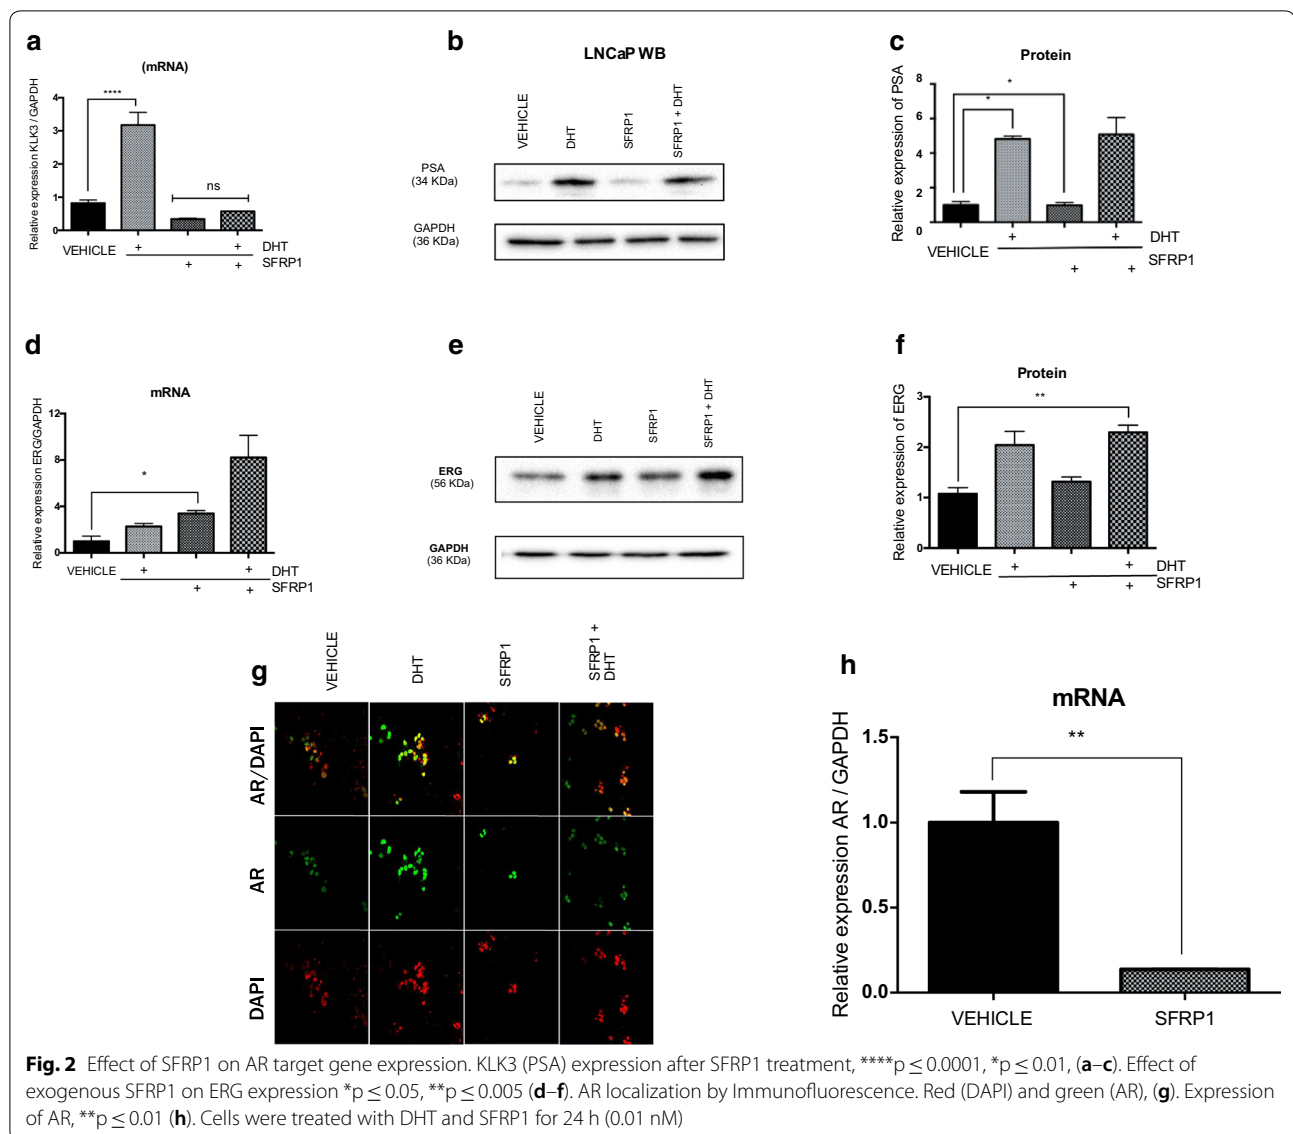 a
(mRNA)
Relative expression KLK3 / GAPDH
4
3
2
1
0
****
ns
VEHICLE
+ + DHT
+ + SFRP1
b
LNCaP WB
VEHICLE
DHT
SFRP1
SFRP1 + DHT
PSA
(34 KDa)
GAPDH
(36 KDa)
c
Protein
Relative expression of PSA
8
6
4
2
0
*
*
VEHICLE
+ + DHT
+ + SFRP1
d
mRNA
Relative expression ERG/GAPDH
12
8
4
0
*
VEHICLE
+ + DHT
+ + SFRP1
e
VEHICLE
DHT
SFRP1
SFRP1 + DHT
ERG
(56 KDa)
GAPDH
(36 KDa)
f
Protein
Relative expression of ERG
3
2
1
0
**
VEHICLE
+ + DHT
+ + SFRP1
g
VEHICLE
DHT
SFRP1
SFRP1 +
DHT
AR/DAPI
AR
DAPI
h
mRNA
Relative expression AR / GAPDH
1.5
1.0
0.5
0.0
**
VEHICLE
SFRP1
Fig. 2 Effect of SFRP1 on AR target gene expression. KLK3 (PSA) expression after SFRP1 treatment, ****p ≤ 0.0001, *p ≤ 0.01, (a–c). Effect of
exogenous SFRP1 on ERG expression *p ≤ 0.05, **p ≤ 0.005 (d–f). AR localization by Immunofluorescence. Red (DAPI) and green (AR), (g). Expression
of AR, **p ≤ 0.01 (h). Cells were treated with DHT and SFRP1 for 24 h (0.01 nM)